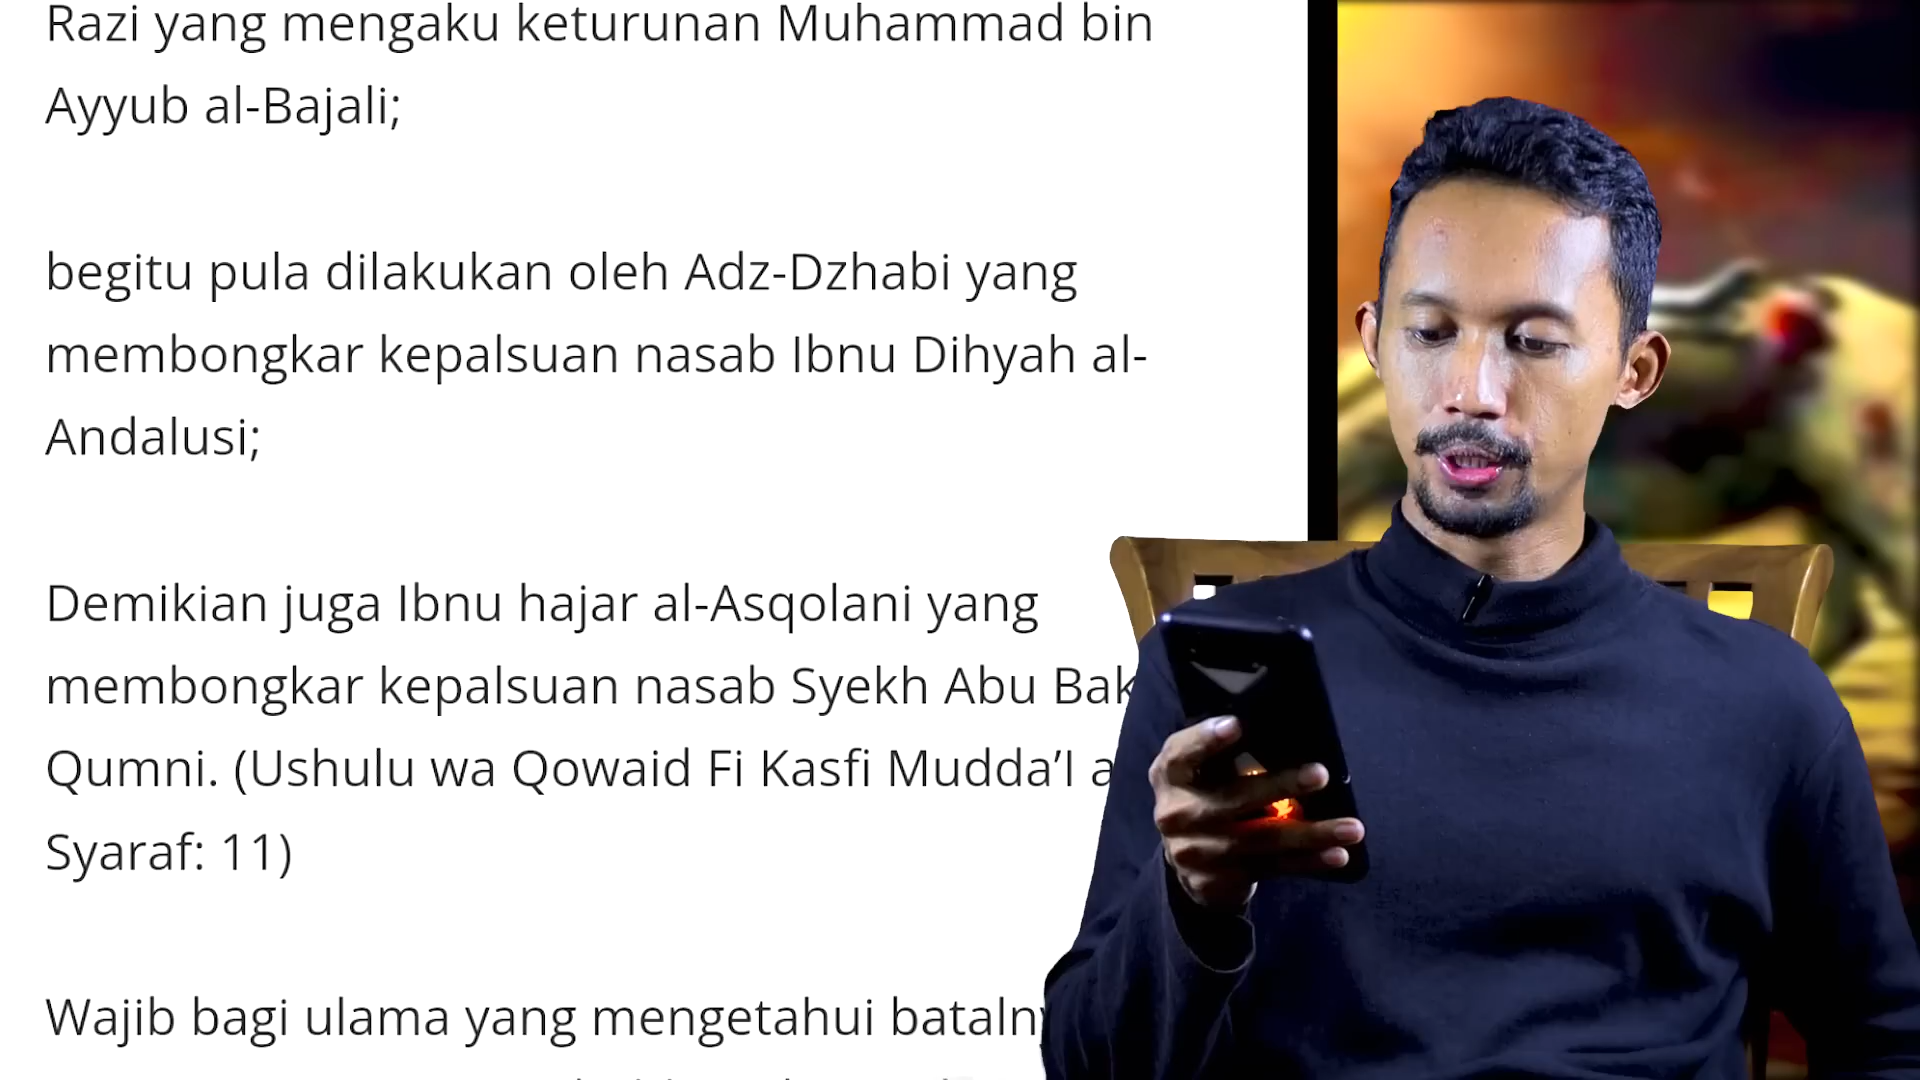 Razi yang mengaku keturunan Muhammad bin
Ayyub al-Bajali;
begitu pula dilakukan oleh Adz-Dzhabi yang
membongkar kepalsuan nasab Ibnu Dihyah al-
Andalusi;
Demikian juga Ibnu hajar al-Asqolani yang
membongkar kepalsuan nasab Syekh Abu Bak
Qumni. (Ushulu wa Qowaid Fi Kasfi Mudda’I a
Syaraf: 11)
Wajib bagi ulama yang mengetahui bataln